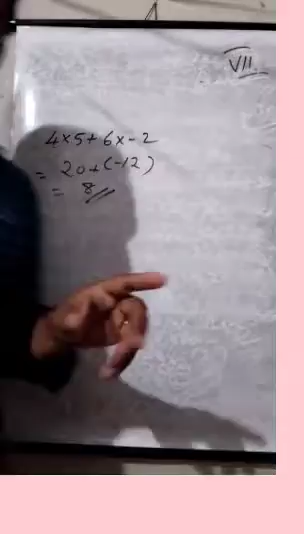 VII
4×5+6×-2
= 20+(-12)
= 8